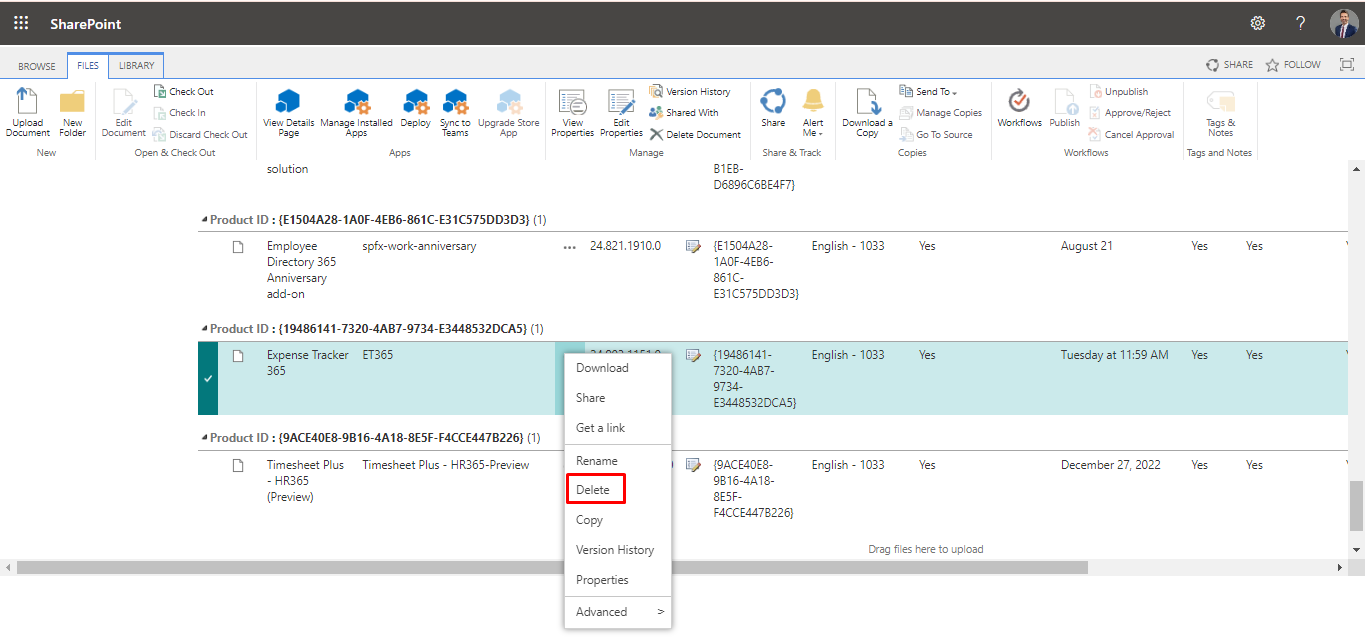 SharePoint
?
BROWSE
FILES
LIBRARY
SHARE
FOLLOW
Upload Document
New Folder
New
Edit Document
Check Out
Check In
Discard Check Out
Open & Check Out
View Details Page
Manage Installed Apps
Deploy
Sync to Teams
Upgrade Store App
Apps
View Properties
Edit Properties
Version History
Shared With
Delete Document
Manage
Share
Alert Me
Share & Track
Download a Copy
Send To
Manage Copies
Go To Source
Copies
Workflows
Publish
Unpublish
Approve/Reject
Cancel Approval
Workflows
Tags & Notes
Tags and Notes
solution
B1EB-
D6896C6BE4F7}
Product ID : {E1504A28-1A0F-4EB6-861C-E31C575DD3D3} (1)
Employee Directory 365 Anniversary add-on
spfx-work-anniversary
...
24.821.1910.0
{E1504A28-
1A0F-4EB6-
861C-
E31C575DD3D3}
English - 1033
Yes
August 21
Yes
Yes
Product ID : {19486141-7320-4AB7-9734-E3448532DCA5} (1)
Expense Tracker 365
ET365
{19486141-
7320-4AB7-
9734-
E3448532DCA5}
English - 1033
Yes
Tuesday at 11:59 AM
Yes
Yes
Product ID : {9ACE40E8-9B16-4A18-8E5F-F4CCE447B226} (1)
Timesheet Plus - HR365 (Preview)
Timesheet Plus - HR365-Preview
{9ACE40E8-
9B16-4A18-
8E5F-
F4CCE447B226}
English - 1033
Yes
December 27, 2022
Yes
Yes
Download
Share
Get a link
Rename
Delete
Copy
Version History
Properties
Advanced >
Drag files here to upload